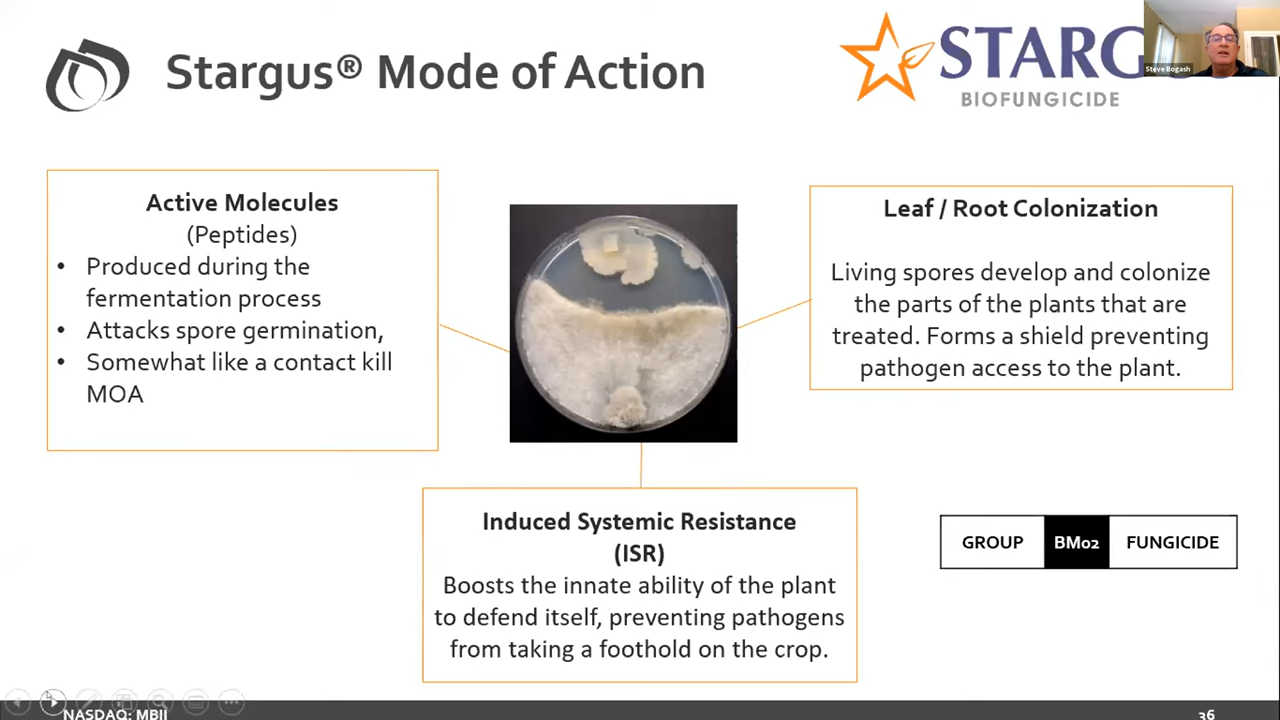 Stargus® Mode of Action
STARG
BIOFUNGICIDE
Steve Bogash
Active Molecules
(Peptides)
• Produced during the
fermentation process
• Attacks spore germination,
• Somewhat like a contact kill
MOA
Leaf / Root Colonization
Living spores develop and colonize
the parts of the plants that are
treated. Forms a shield preventing
pathogen access to the plant.
Induced Systemic Resistance
(ISR)
Boosts the innate ability of the plant
to defend itself, preventing pathogens
from taking a foothold on the crop.
GROUP BM02 FUNGICIDE
NASDAQ: MBII
36